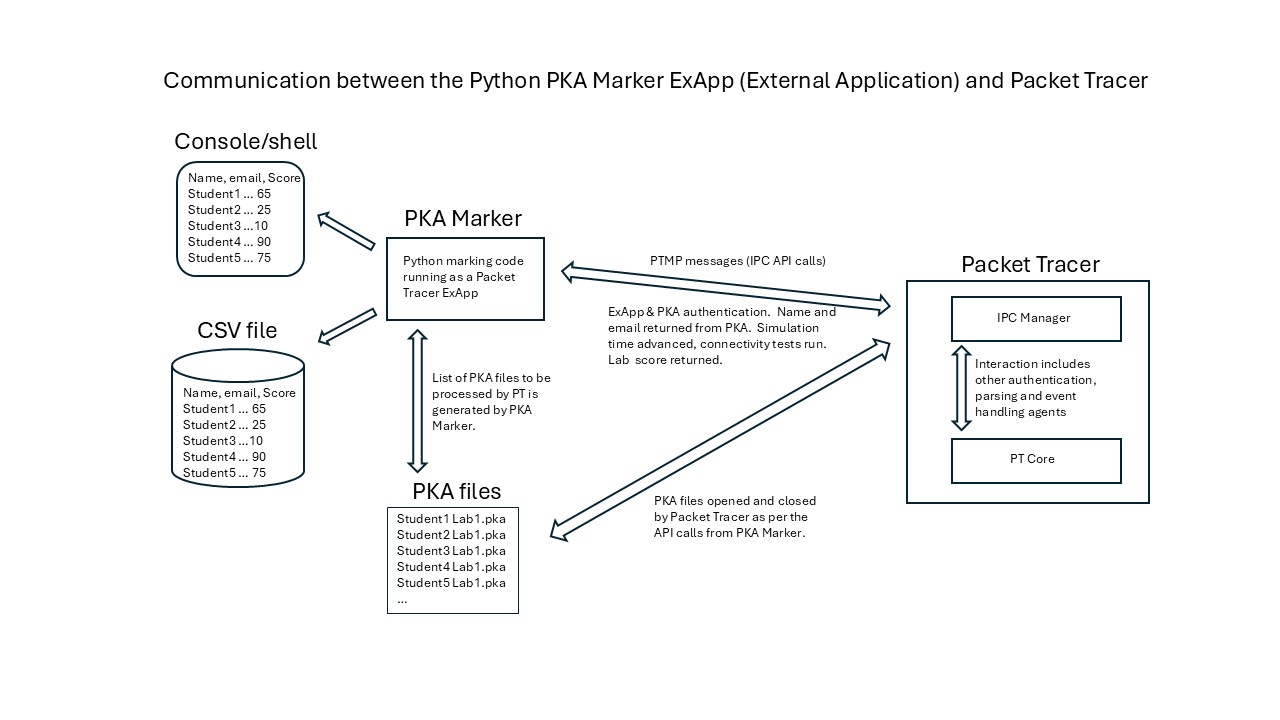 Communication between the Python PKA Marker ExApp (External Application) and Packet Tracer
Console/shell
Name, email, Score
Student1 ... 65
Student2 ... 25
Student3 ...10
Student4 ... 90
Student5 ... 75
CSV file
Name, email, Score
Student1 ... 65
Student2 ... 25
Student3 ...10
Student4 ... 90
Student5 ... 75
PKA Marker
Python marking code
running as a Packet
Tracer ExApp
List of PKA files to be
processed by PT is
generated by PKA
Marker.
PKA files
Student1 Lab1.pka
Student2 Lab1.pka
Student3 Lab1.pka
Student4 Lab1.pka
Student5 Lab1.pka
...
PTMP messages (IPC API calls)
ExApp & PKA authentication.  Name and
email returned from PKA.  Simulation
time advanced, connectivity tests run.
Lab  score returned.
PKA files opened and closed
by Packet Tracer as per the
API calls from PKA Marker.
Packet Tracer
IPC Manager
Interaction includes
other authentication,
parsing and event
handling agents
PT Core